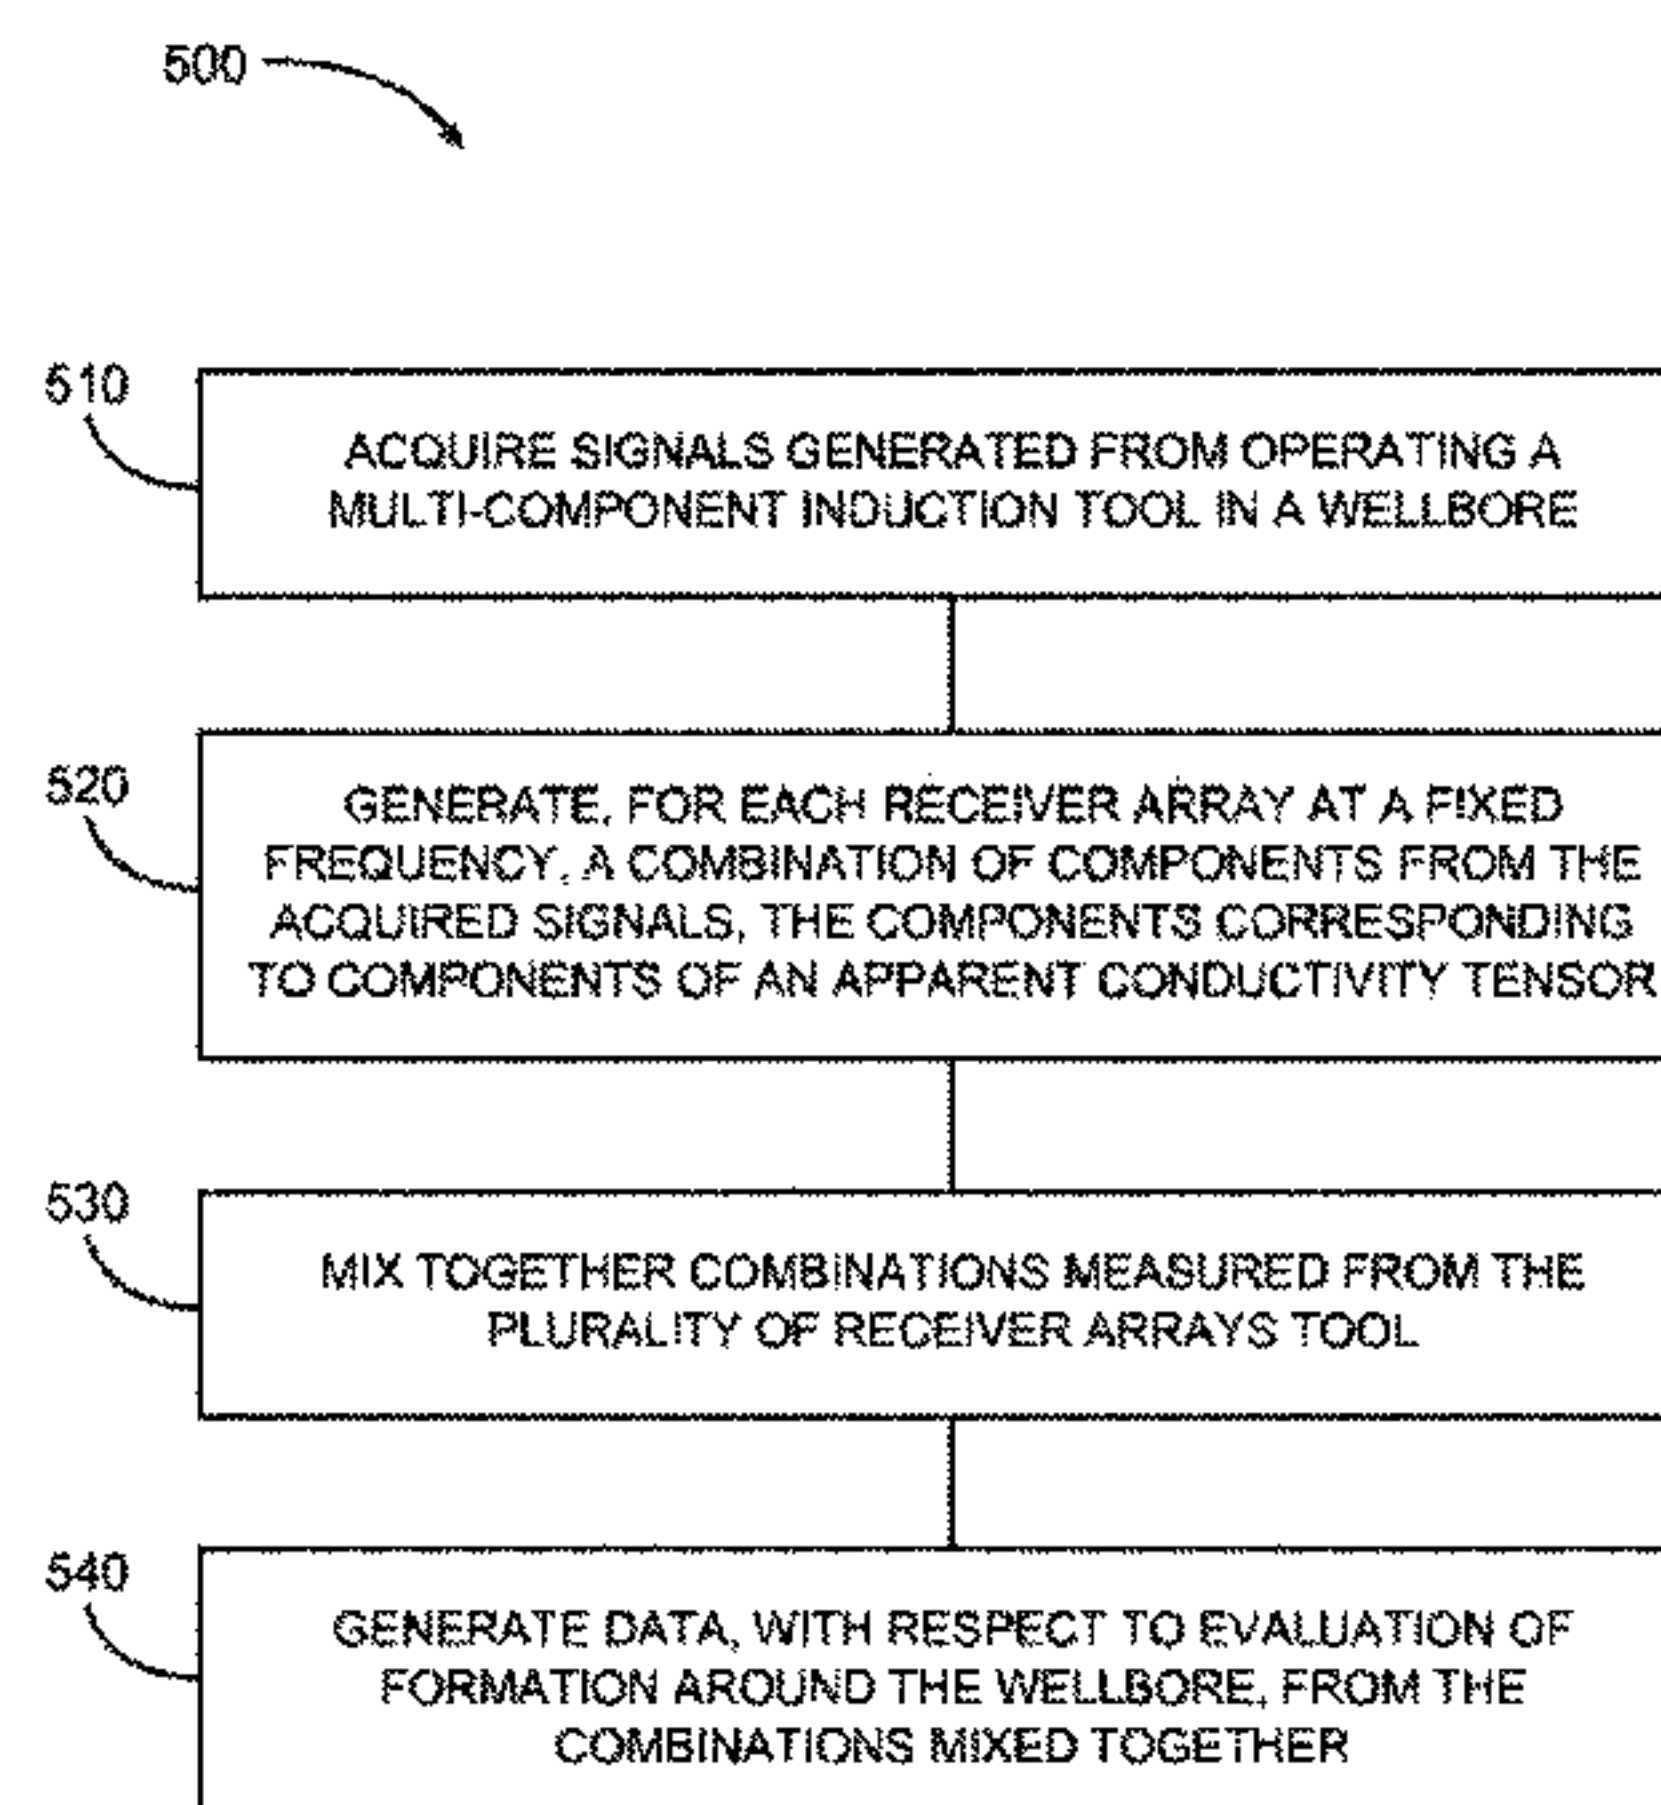 500
510
ACQUIRE SIGNALS GENERATED FROM OPERATING A
MULTI-COMPONENT INDUCTION TOOL IN A WELLBORE
520
GENERATE, FOR EACH RECEIVER ARRAY AT A FIXED
FREQUENCY, A COMBINATION OF COMPONENTS FROM THE
ACQUIRED SIGNALS, THE COMPONENTS CORRESPONDING
TO COMPONENTS OF AN APPARENT CONDUCTIVITY TENSOR
530
MIX TOGETHER COMBINATIONS MEASURED FROM THE
PLURALITY OF RECEIVER ARRAYS TOOL
540
GENERATE DATA, WITH RESPECT TO EVALUATION OF
FORMATION AROUND THE WELLBORE, FROM THE
COMBINATIONS MIXED TOGETHER